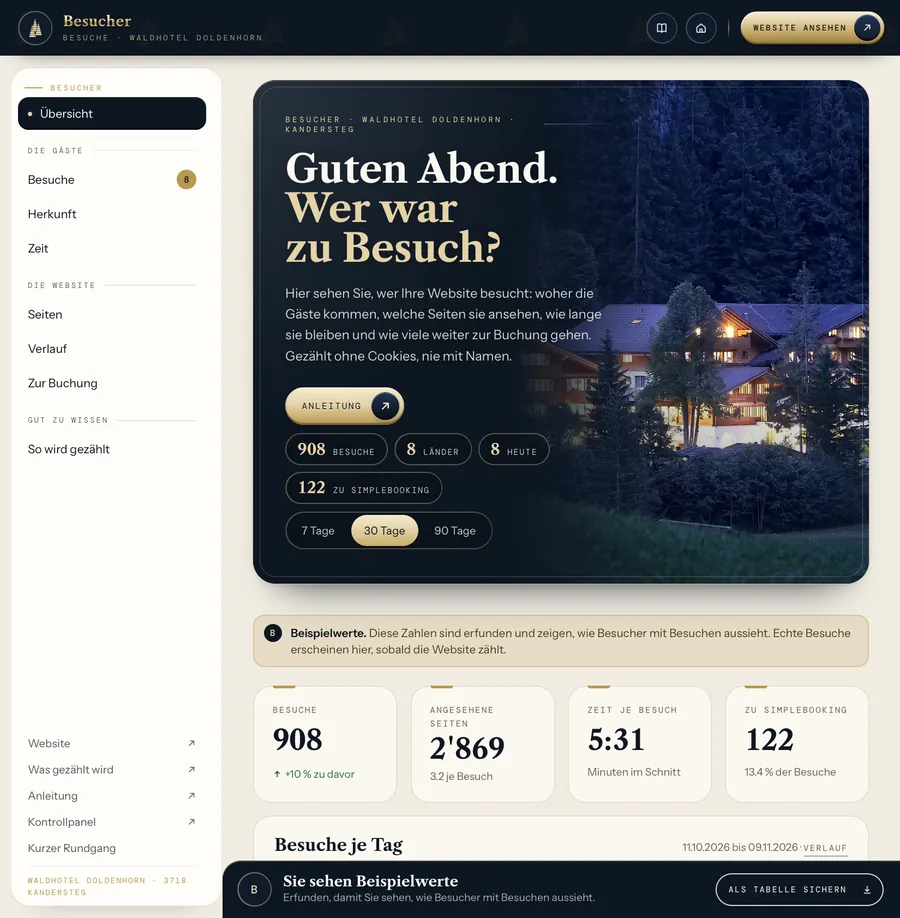 Besucher
BESUCHE · WALDHOTEL DOLDENHORN
WEBSITE ANSEHEN
BESUCHER
Übersicht
DIE GÄSTE
Besuche 8
Herkunft
Zeit
DIE WEBSITE
Seiten
Verlauf
Zur Buchung
GUT ZU WISSEN
So wird gezählt
Website
Was gezählt wird
Anleitung
Kontrollpanel
Kurzer Rundgang
WALDHOTEL DOLDENHORN · 3718
KANDERSTEG
BESUCHER · WALDHOTEL DOLDENHORN ·
KANDERSTEG
Guten Abend.
Wer war
zu Besuch?
Hier sehen Sie, wer Ihre Website besucht: woher die
Gäste kommen, welche Seiten sie ansehen, wie lange
sie bleiben und wie viele weiter zur Buchung gehen.
Gezählt ohne Cookies, nie mit Namen.
ANLEITUNG
908 BESUCHE 8 LÄNDER 8 HEUTE
122 ZU SIMPLEBOOKING
7 Tage 30 Tage 90 Tage
B Beispielwerte. Diese Zahlen sind erfunden und zeigen, wie Besucher mit Besuchen aussieht. Echte Besuche
erscheinen hier, sobald die Website zählt.
BESUCHE
908
↑ +10 % zu davor
ANGESEHENE
SEITEN
2'869
3.2 je Besuch
ZEIT JE BESUCH
5:31
Minuten im Schnitt
ZU SIMPLEBOOKING
122
13.4 % der Besuche
Besuche je Tag
11.10.2026 bis 09.11.2026 · VERLAUF
B
Sie sehen Beispielwerte
Erfunden, damit Sie sehen, wie Besucher mit Besuchen aussieht.
ALS TABELLE SICHERN